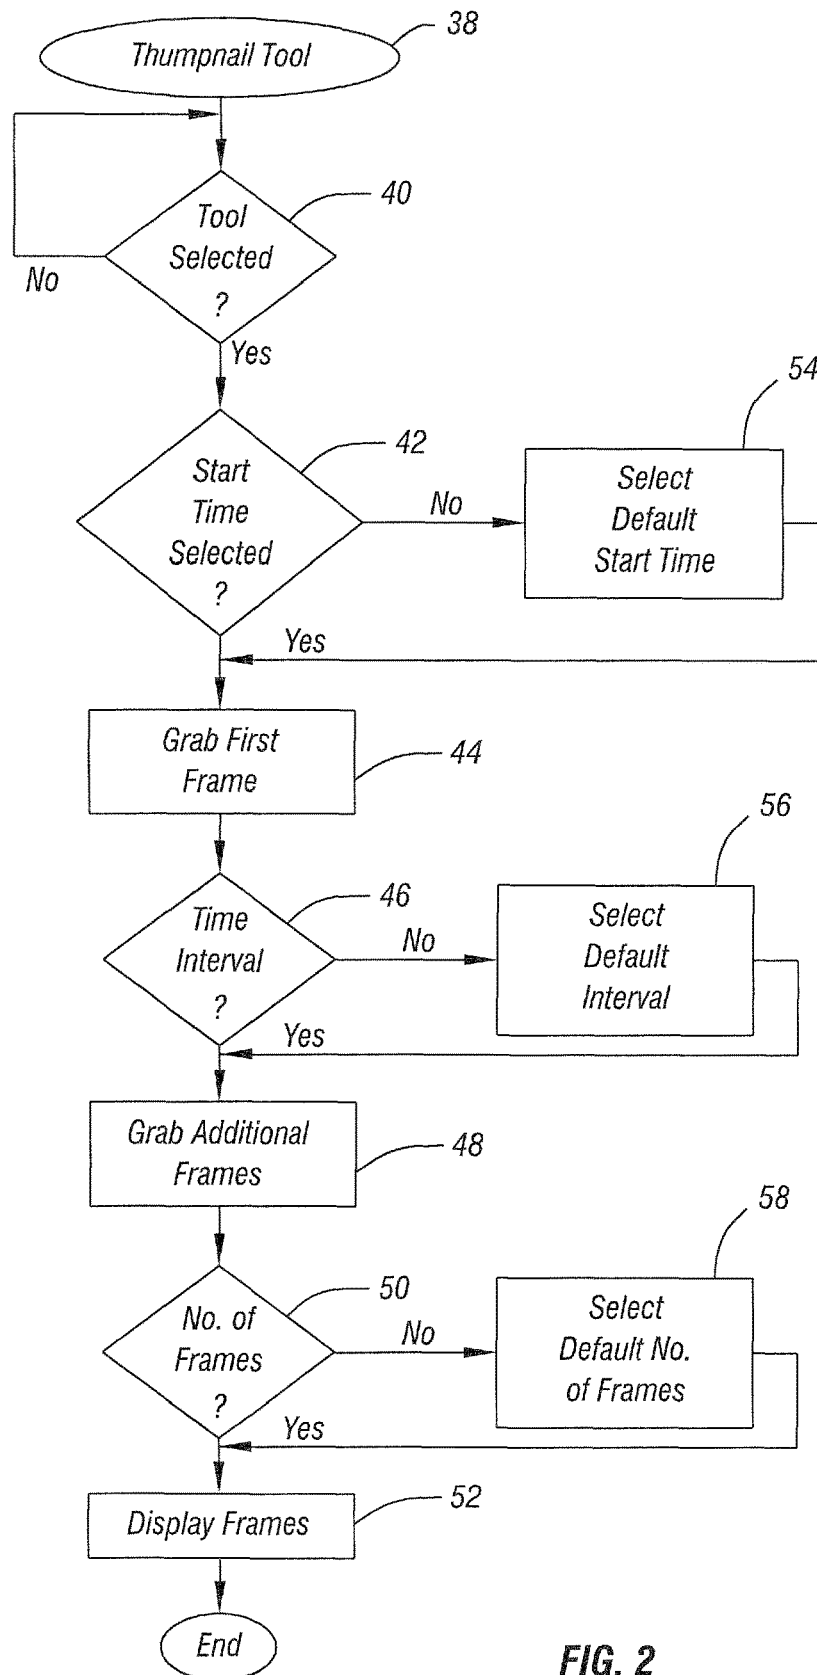 Thumpnail Tool
38
Tool
Selected
?
40
No
Yes
Start
Time
Selected
?
42
No
Select
Default
Start Time
54
Yes
Grab First
Frame
44
Time
Interval
?
46
No
Select
Default
Interval
56
Yes
Grab Additional
Frames
48
No. of
Frames
?
50
No
Select
Default No.
of Frames
58
Yes
Display Frames
52
End
FIG. 2